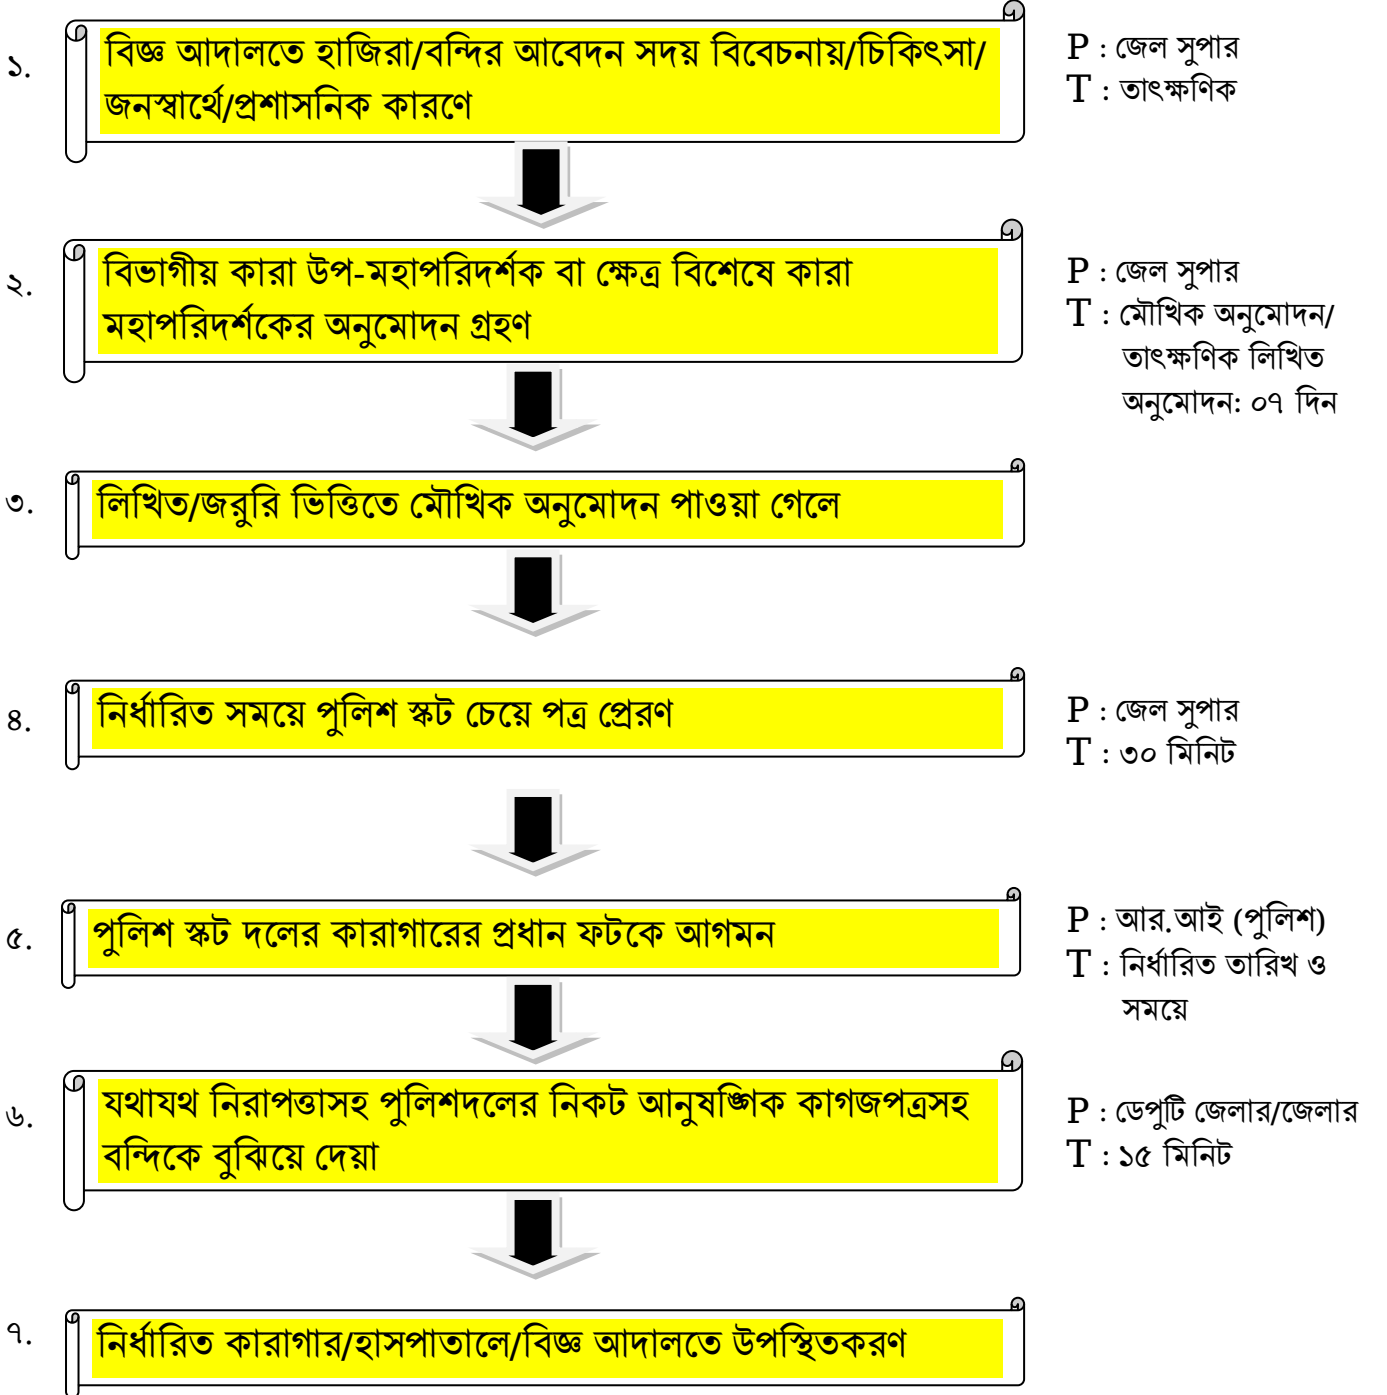 ১.
বিজ্ঞ আদালতে হাজিরা/বন্দির আবেদন সদয় বিবেচনায়/চিকিৎসা/
জনস্বার্থে/প্রশাসনিক কারণে
P : জেল সুপার
T : তাৎক্ষণিক
২.
বিভাগীয় কারা উপ-মহাপরিদর্শক বা ক্ষেত্র বিশেষে কারা
মহাপরিদর্শকের অনুমোদন গ্রহণ
P : জেল সুপার
T : মৌখিক অনুমোদন/
তাৎক্ষণিক লিখিত
অনুমোদন: ০৭ দিন
৩.
লিখিত/জরুরি ভিত্তিতে মৌখিক অনুমোদন পাওয়া গেলে
৪.
নির্ধারিত সময়ে পুলিশ স্কট চেয়ে পত্র প্রেরণ
P : জেল সুপার
T : ৩০ মিনিট
৫.
পুলিশ স্কট দলের কারাগারের প্রধান ফটকে আগমন
P : আর.আই (পুলিশ)
T : নির্ধারিত তারিখ ও
সময়ে
৬.
যথাযথ নিরাপত্তাসহ পুলিশদলের নিকট আনুষঙ্গিক কাগজপত্রসহ
বন্দিকে বুঝিয়ে দেয়া
P : ডেপুটি জেলার/জেলার
T : ১৫ মিনিট
৭.
নির্ধারিত কারাগার/হাসপাতালে/বিজ্ঞ আদালতে উপস্থিতকরণ